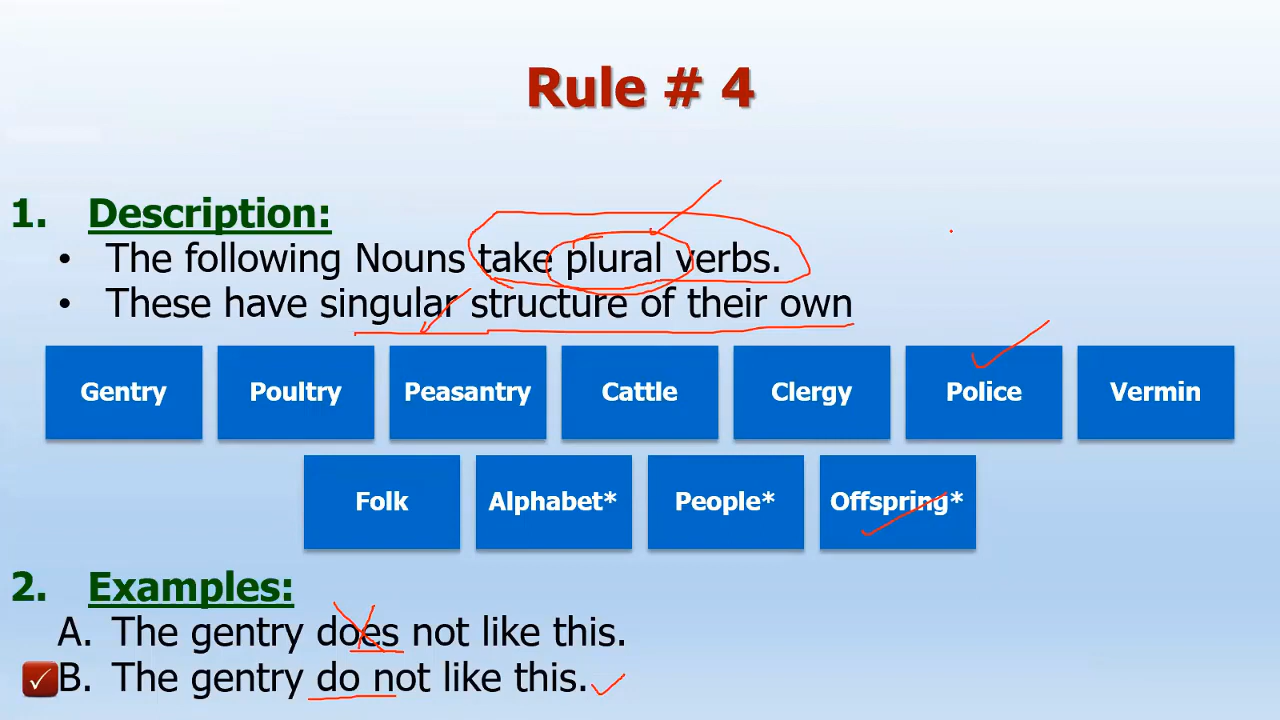 Rule # 4
1. Description:
• The following Nouns take plural verbs.
• These have singular structure of their own
Gentry Poultry Peasantry Cattle Clergy Police Vermin
Folk Alphabet* People* Offspring*
2. Examples:
A. The gentry does not like this.
B. The gentry do not like this.